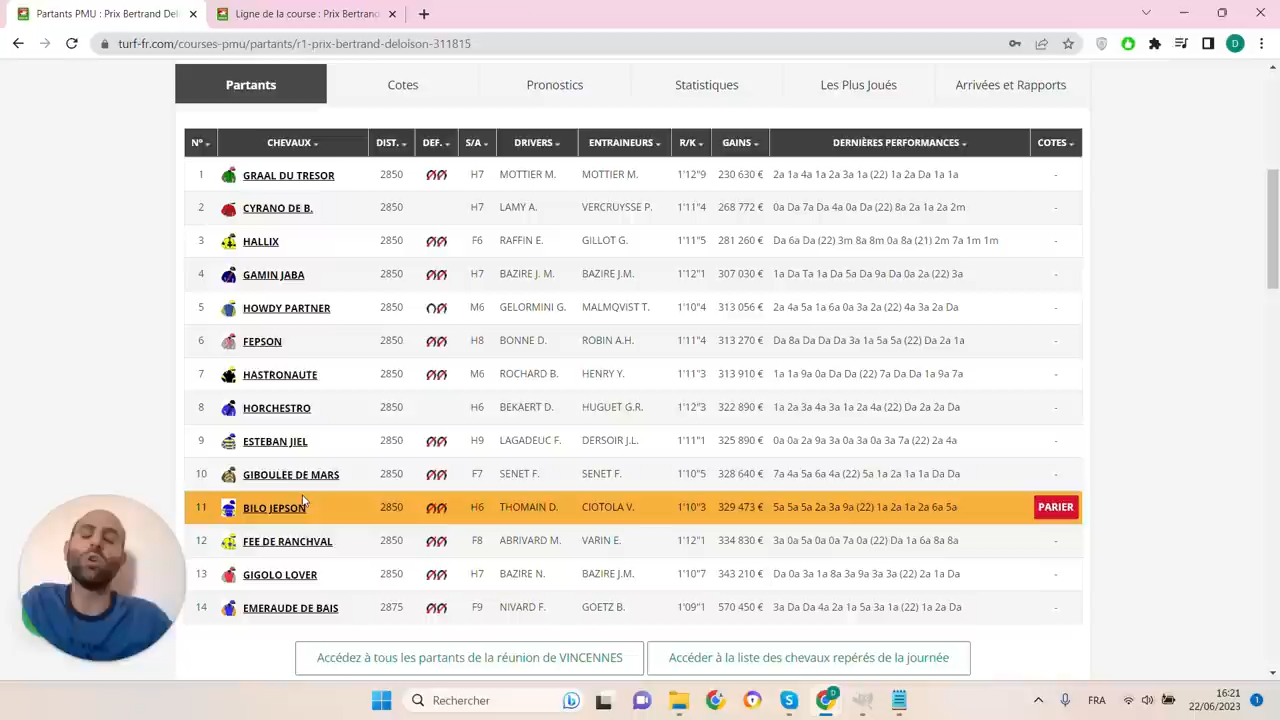 Partants PMU : Prix Bertrand Del
Ligne de la course : Prix Bertrand
turf-fr.com/courses-pmu/partants/r1-prix-bertrand-deloison-311815
Partants Cotes Pronostics Statistiques Les Plus Joués Arrivées et Rapports
N° CHEVAUX DIST. DEF. S/A DRIVERS ENTRAINEURS R/K GAINS DERNIÈRES PERFORMANCES COTES
1 GRAAL DU TRESOR 2850 H7 MOTTIER M. MOTTIER M. 1'12"9 230 630 € 2a 1a 4a 1a 2a 3a 1a (22) 1a 2a Da 1a 1a -
2 CYRANO DE B. 2850 H7 LAMY A. VERCRUYSSE P. 1'11"4 268 772 € 0a Da 7a Da 4a 0a Da (22) 8a 2a 1a 2a 2m -
3 HALLIX 2850 F6 RAFFIN E. GILLOT G. 1'11"5 281 260 € Da 6a Da (22) 3m 8a 8m 0a 8a (21) 2m 7a 1m 1m -
4 GAMIN JABA 2850 H7 BAZIRE J. M. BAZIRE J.M. 1'12"1 307 030 € 1a Da Ta 1a Da 5a Da 9a Da 0a 2a (22) 3a -
5 HOWDY PARTNER 2850 M6 GELORMINI G. MALMQVIST T. 1'10"4 313 056 € 2a 4a 5a 1a 6a 0a 3a 2a (22) 4a 3a 2a Da -
6 FEPSON 2850 H8 BONNE D. ROBIN A.H. 1'11"4 313 270 € Da 8a Da Da Da 3a 1a 5a 5a (22) Da 2a 1a -
7 HASTRONAUTE 2850 M6 ROCHARD B. HENRY Y. 1'11"3 313 910 € 1a 1a 9a 0a Da Da (22) 7a Da Da 1a 9a 7a -
8 HORCHESTRO 2850 H6 BEKAERT D. HUGUET G.R. 1'12"3 322 890 € 1a 2a 3a 4a 3a 1a 2a 4a (22) Da 2a 2a Da -
9 ESTEBAN JIEL 2850 H9 LAGADEUC F. DERSOIR J.L. 1'11"1 325 890 € 0a 0a 2a 9a 3a 0a 3a 0a 3a 7a (22) 2a 4a -
10 GIBOULEE DE MARS 2850 F7 SENET F. SENET F. 1'10"5 328 640 € 7a 4a 5a 6a 4a (22) 5a 1a 2a 1a 1a Da Da -
11 BILO JEPSON 2850 H6 THOMAIN D. CIOTOLA V. 1'10"3 329 473 € 5a 5a 5a 2a 3a 9a (22) 1a 2a 1a 2a 6a 5a PARIER
12 FEE DE RANCHVAL 2850 F8 ABRIVARD M. VARIN E. 1'12"1 334 830 € 3a 0a 5a 0a 0a 7a 0a (22) Da 1a 6a 8a 8a -
13 GIGOLO LOVER 2850 H7 BAZIRE N. BAZIRE J.M. 1'10"7 343 210 € Da 0a 3a 1a 8a 3a 9a 3a 3a (22) 2a 1a Da -
14 EMERAUDE DE BAIS 2875 F9 NIVARD F. GOETZ B. 1'09"1 570 450 € 3a Da Da 4a 2a 1a 5a 3a 1a (22) 1a 2a Da -
Accédez à tous les partants de la réunion de VINCENNES Accéder à la liste des chevaux repérés de la journée
Rechercher FRA 16:21
22/06/2023